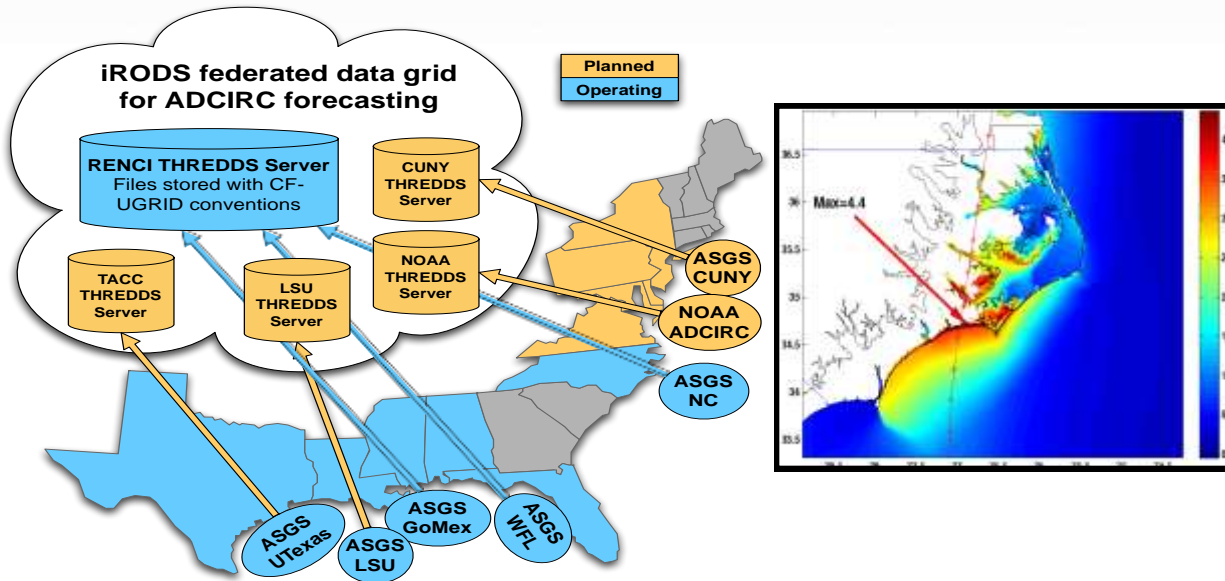 iRODS federated data grid
for ADCIRC forecasting
Planned
Operating
RENCI THREDDS Server
Files stored with CF-
UGRID conventions
CUNY
THREDDS
Server
TACC
THREDDS
Server
LSU
THREDDS
Server
NOAA
THREDDS
Server
ASGS
CUNY
NOAA
ADCIRC
ASGS
NC
ASGS
UTexas
ASGS
LSU
ASGS
GoMex
ASGS
WFL
Max=4.4
36.5
36
35.5
35
34.5
34
33.5